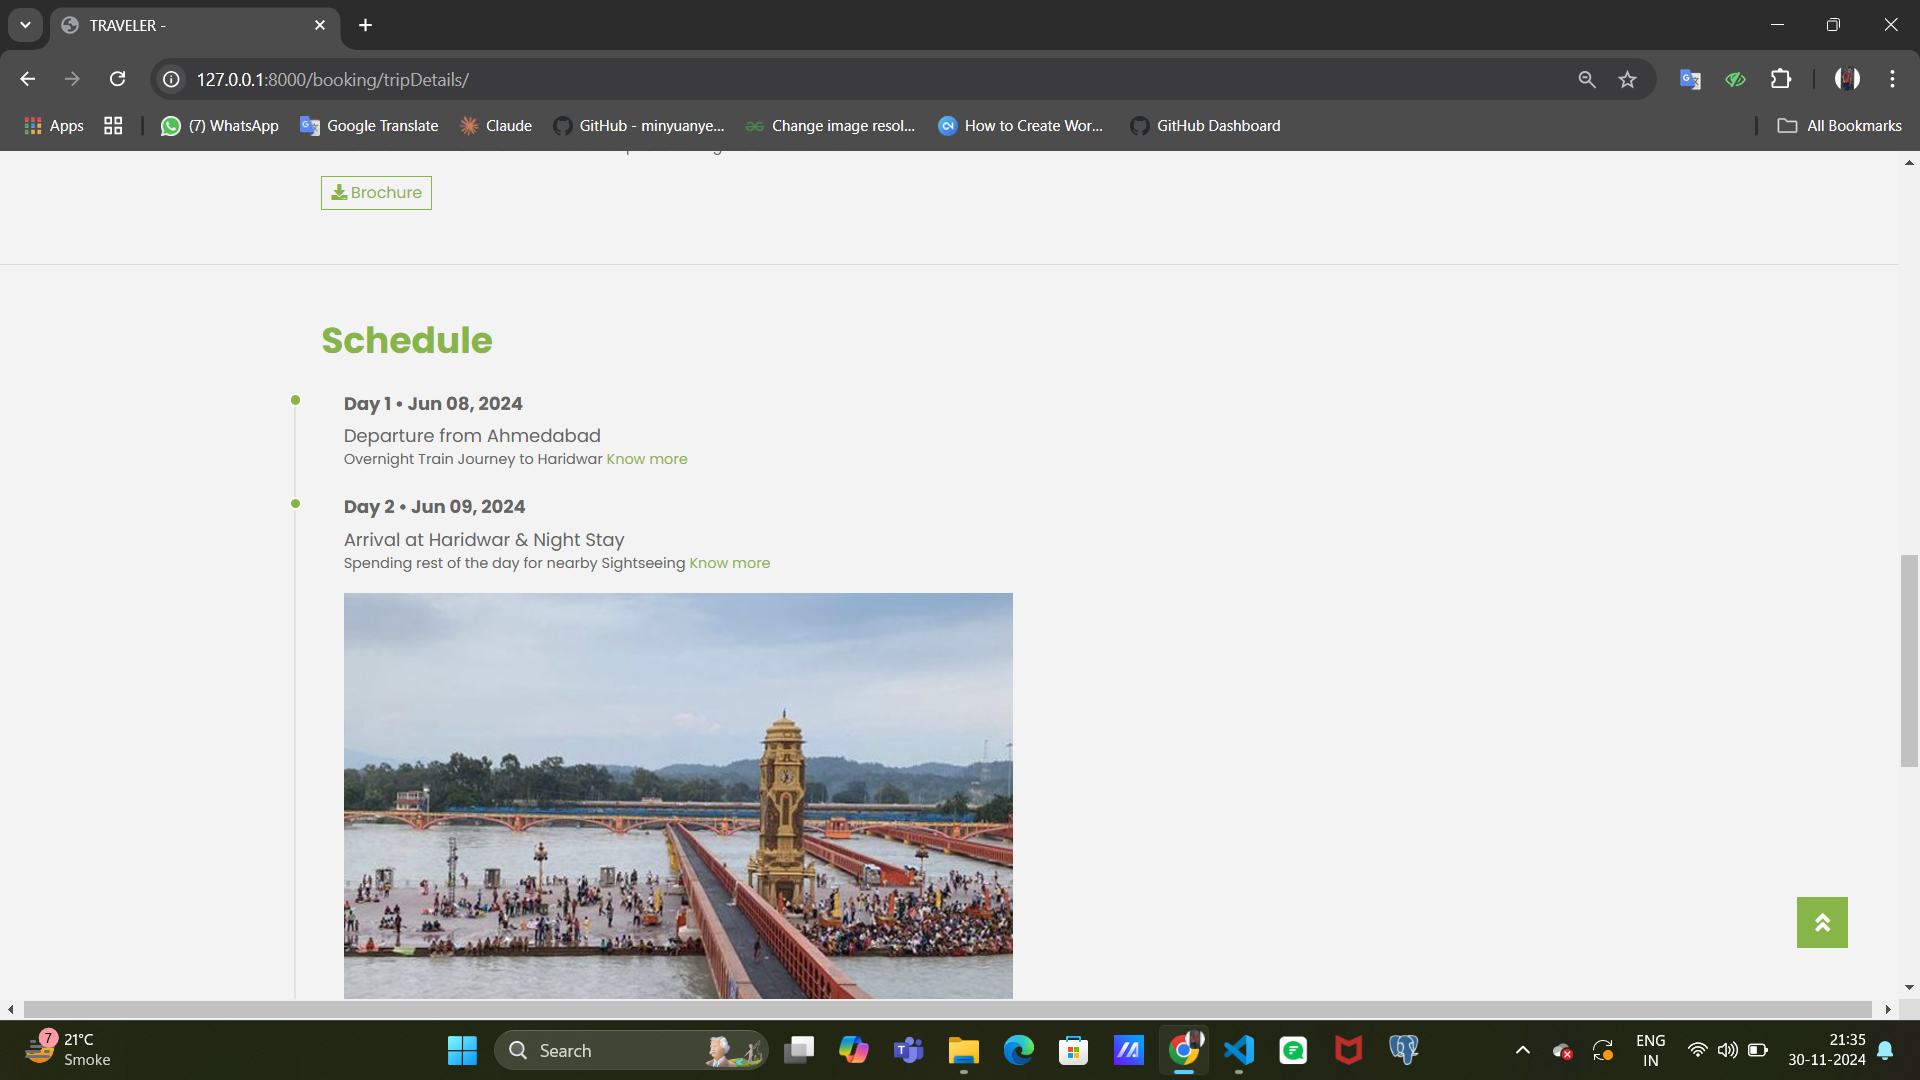 TRAVELER -
127.0.0.1:8000/booking/tripDetails/
Apps
(7) WhatsApp
Google Translate
Claude
GitHub - minyuanye...
Change image resol...
How to Create Wor...
GitHub Dashboard
All Bookmarks
Brochure
Schedule
Day 1 • Jun 08, 2024
Departure from Ahmedabad
Overnight Train Journey to Haridwar Know more
Day 2 • Jun 09, 2024
Arrival at Haridwar & Night Stay
Spending rest of the day for nearby Sightseeing Know more
7
21°C
Smoke
Search
ENG
IN
21:35
30-11-2024